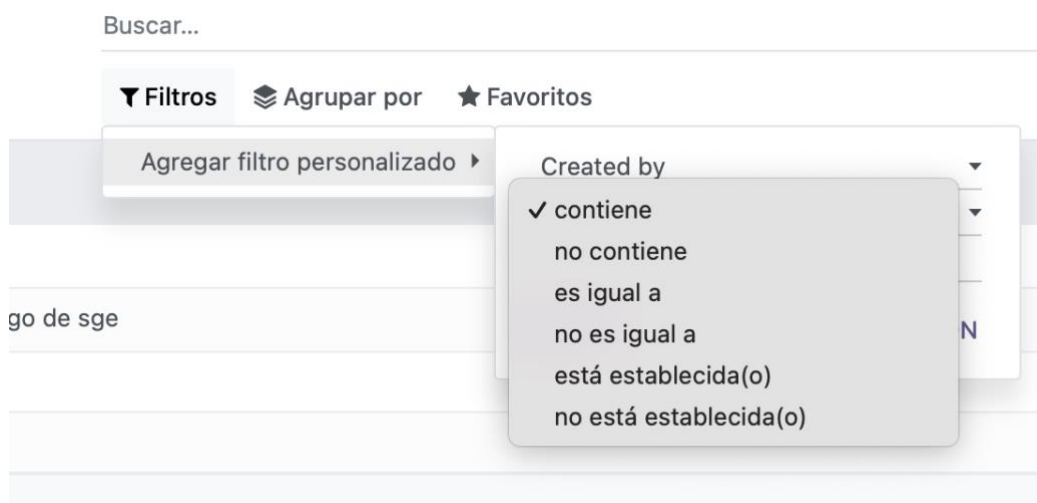 Buscar...
Filtros Agrupar por Favoritos
Agregar filtro personalizado
Created by
✓ contiene
no contiene
es igual a
go de sge
no es igual a
N
está establecida(o)
no está establecida(o)